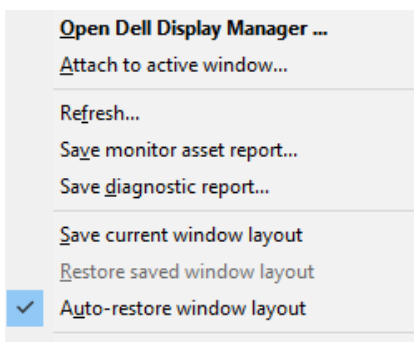 Open Dell Display Manager ...
Attach to active window...
Refresh...
Save monitor asset report...
Save diagnostic report...
Save current window layout
Restore saved window layout
Auto-restore window layout